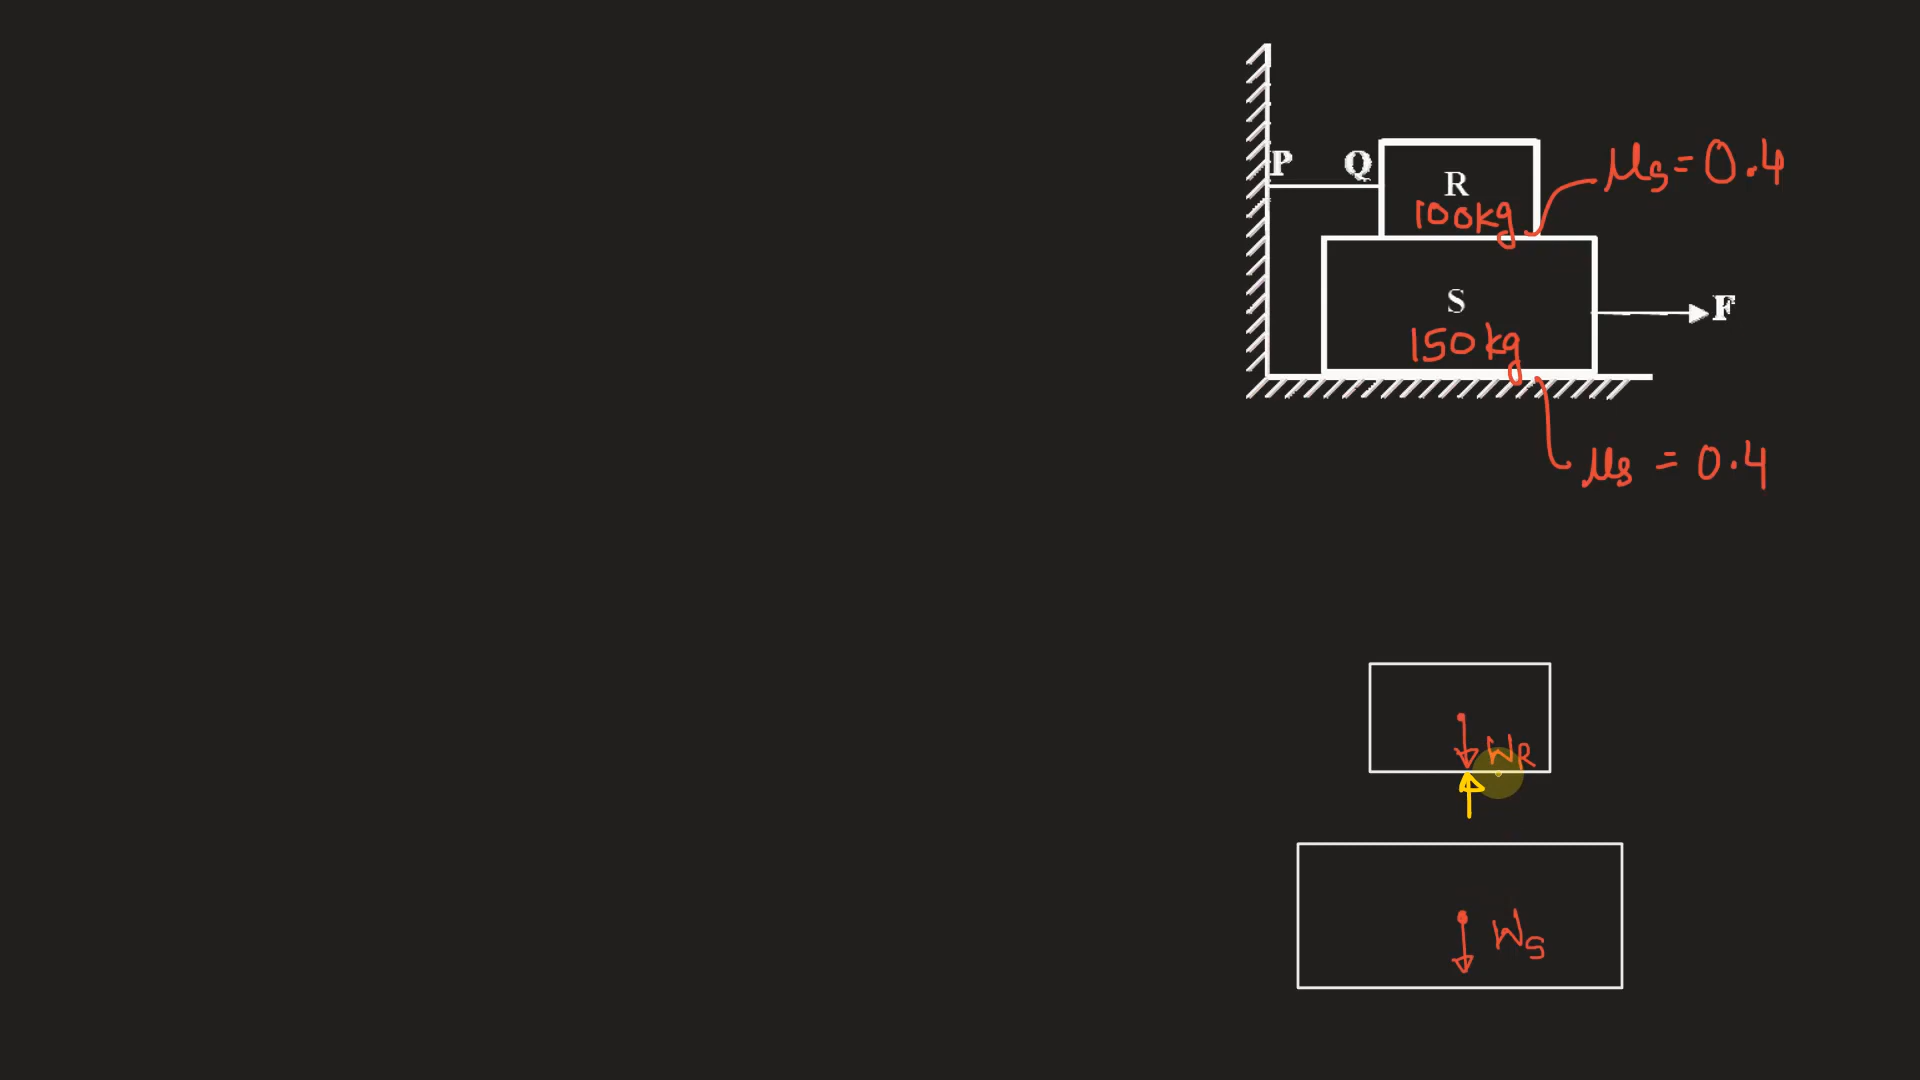 P Q R μs = 0.4
100kg
S F
150kg
μs = 0.4
WR
WS